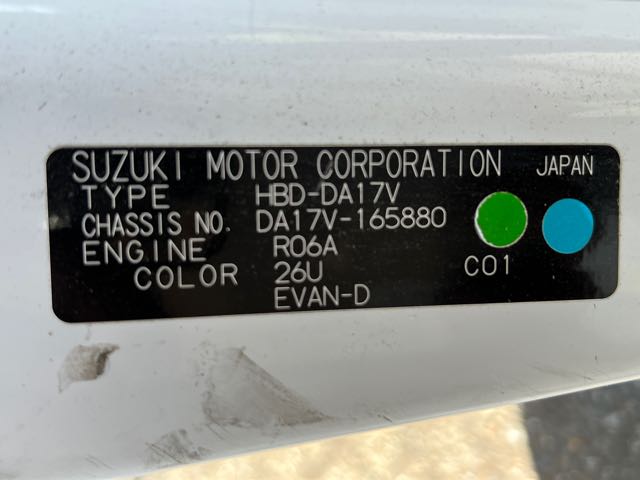 SUZUKI MOTOR CORPORATION JAPAN
TYPE HBD-DA17V
CHASSIS NO. DA17V-165880
ENGINE R06A
COLOR 26U C01
EVAN-D